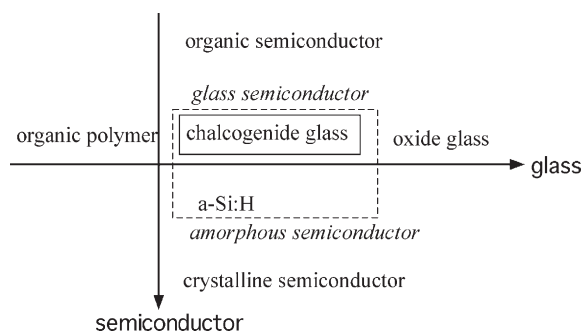 organic semiconductor
glass semiconductor
organic polymer chalcogenide glass oxide glass
glass
a-Si:H
amorphous semiconductor
crystalline semiconductor
semiconductor